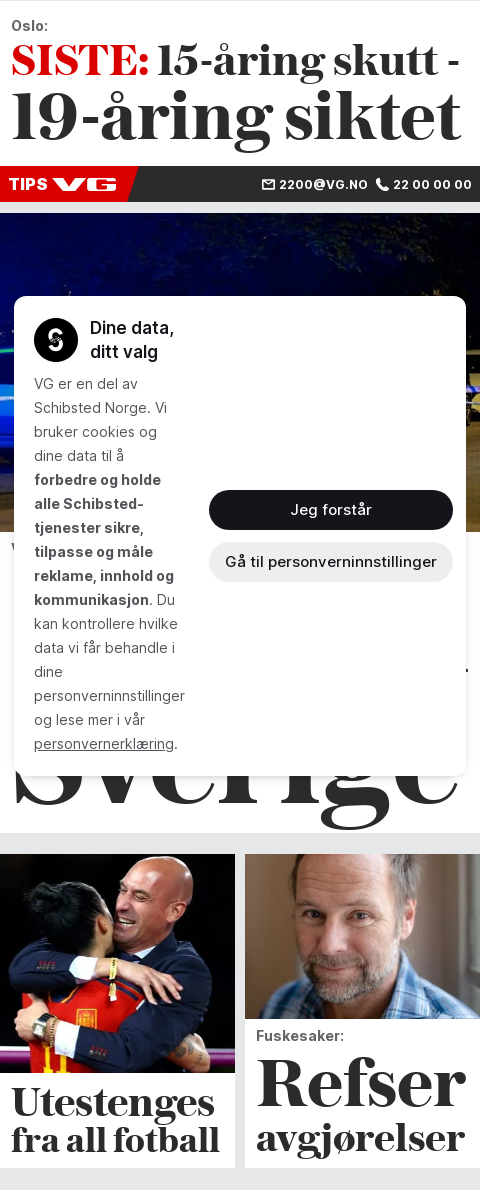 Oslo:
SISTE: 15-åring skutt -
19-åring siktet
TIPS VG
2200@VG.NO
22 00 00 00
Dine data,
ditt valg
VG er en del av
Schibsted Norge. Vi
bruker cookies og
dine data til å
forbedre og holde
alle Schibsted-
tjenester sikre,
tilpasse og måle
reklame, innhold og
kommunikasjon. Du
kan kontrollere hvilke
data vi får behandle i
dine
personverninnstillinger
og lese mer i vår
personvernerklæring.
Jeg forstår
Gå til personverninnstillinger
Sverige
Utestenges
fra all fotball
Fuskesaker:
Refser
avgjørelser